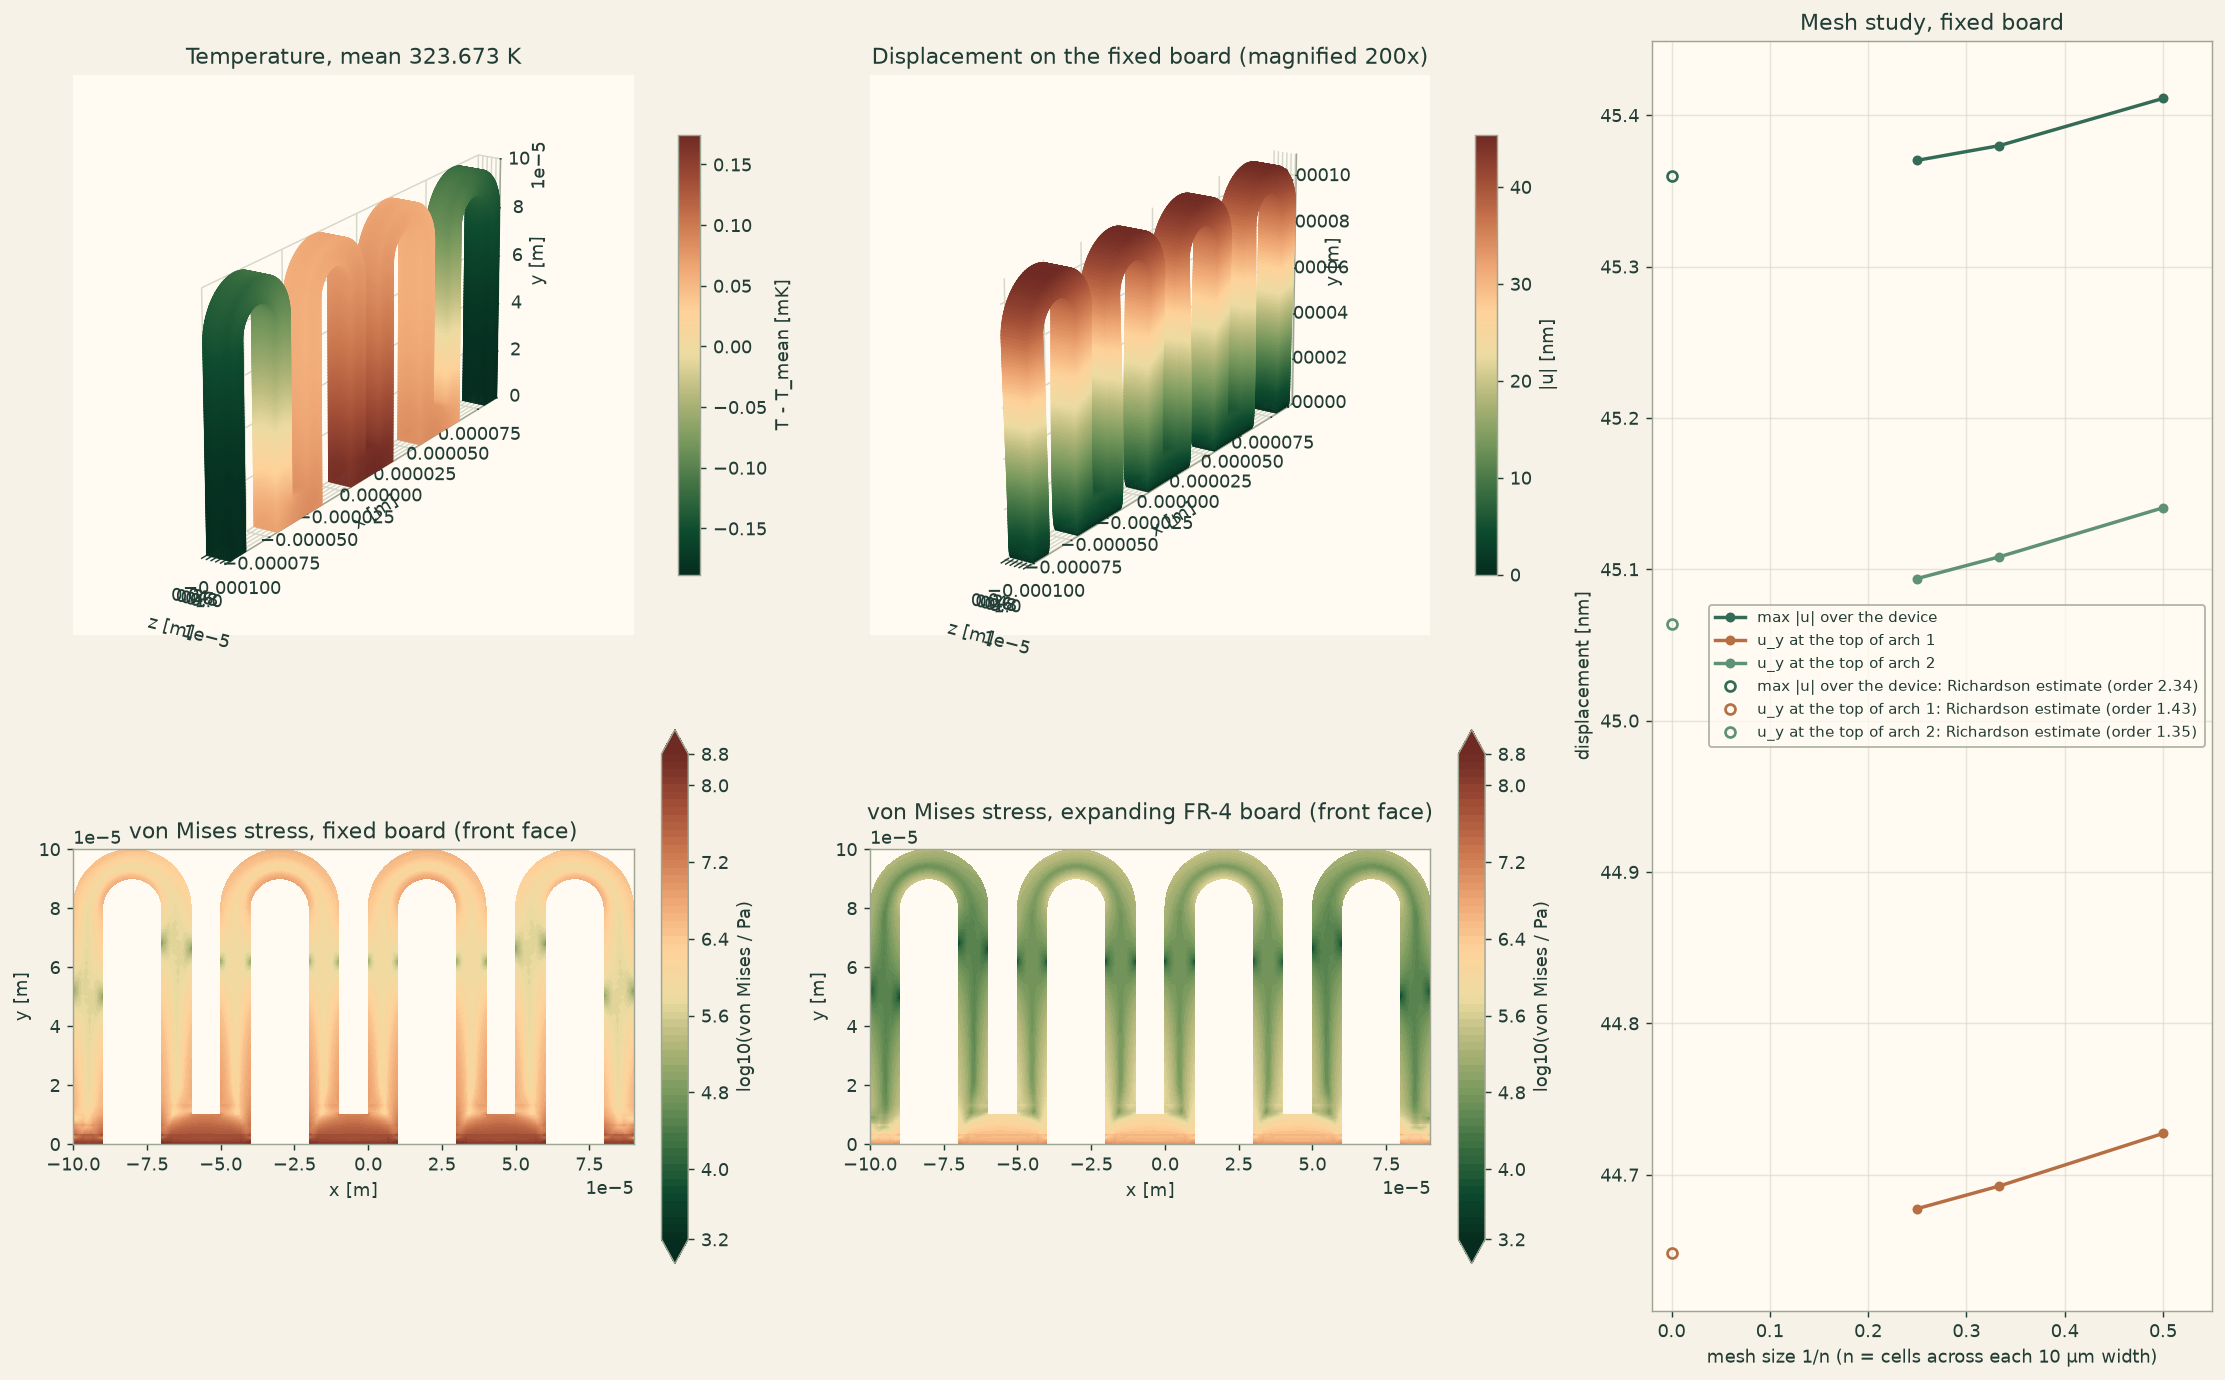 Temperature, mean 323.673 K
1e−5
10
8
6
4
2
0
y [m]
0.000075
0.000050
0.000025
0.000000
−0.000025
−0.000050
−0.000075
−0.000100
x [m]
z [m]
1e−5
0.15
0.10
0.05
0.00
−0.05
−0.10
−0.15
T - T_mean [mK]
Displacement on the fixed board (magnified 200x)
00010
00008
00006
00004
00002
00000
y [m]
0.000075
0.000050
0.000025
0.000000
−0.000025
−0.000050
−0.000075
−0.000100
x [m]
z [m]
1e−5
40
30
20
10
0
|u| [nm]
von Mises stress, fixed board (front face)
1e−5
10
8
6
4
2
0
y [m]
−10.0 −7.5 −5.0 −2.5 0.0 2.5 5.0 7.5
x [m]
1e−5
8.8
8.0
7.2
6.4
5.6
4.8
4.0
3.2
log10(von Mises / Pa)
von Mises stress, expanding FR-4 board (front face)
1e−5
10
8
6
4
2
0
y [m]
−10.0 −7.5 −5.0 −2.5 0.0 2.5 5.0 7.5
x [m]
1e−5
8.8
8.0
7.2
6.4
5.6
4.8
4.0
3.2
log10(von Mises / Pa)
Mesh study, fixed board
45.4
45.3
45.2
45.1
45.0
44.9
44.8
44.7
displacement [nm]
max |u| over the device
u_y at the top of arch 1
u_y at the top of arch 2
max |u| over the device: Richardson estimate (order 2.34)
u_y at the top of arch 1: Richardson estimate (order 1.43)
u_y at the top of arch 2: Richardson estimate (order 1.35)
0.0 0.1 0.2 0.3 0.4 0.5
mesh size 1/n (n = cells across each 10 µm width)